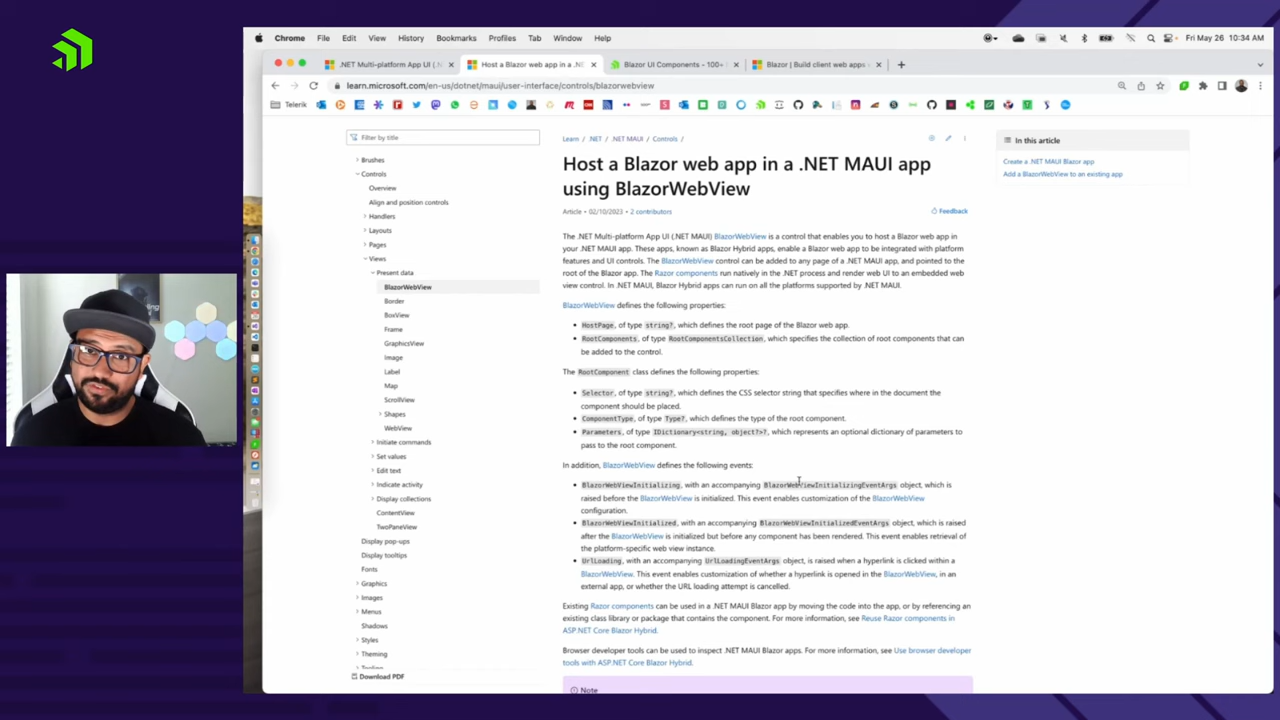 Chrome File Edit View History Bookmarks Profiles Tab Window Help
Fri May 26 10:34 AM
.NET Multi-platform App UI (.N
Host a Blazor web app in a .NE
Blazor UI Components - 100+
Blazor | Build client web apps
learn.microsoft.com/en-us/dotnet/maui/user-interface/controls/blazorwebview
Telerik
Filter by title
Brushes
Controls
Overview
Align and position controls
Handlers
Layouts
Pages
Views
Present data
BlazorWebView
Border
BoxView
Frame
GraphicsView
Image
Label
Map
ScrollView
Shapes
WebView
Initiate commands
Set values
Edit text
Indicate activity
Display collections
ContentView
TwoPaneView
Display pop-ups
Display tooltips
Fonts
Graphics
Images
Menus
Shadows
Styles
Theming
Download PDF
Learn / .NET / .NET MAUI / Controls /
Host a Blazor web app in a .NET MAUI app
using BlazorWebView
Article • 02/10/2023 • 2 contributors
Feedback
The .NET Multi-platform App UI (.NET MAUI) BlazorWebView is a control that enables you to host a Blazor web app in
your .NET MAUI app. These apps, known as Blazor Hybrid apps, enable a Blazor web app to be integrated with platform
features and UI controls. The BlazorWebView control can be added to any page of a .NET MAUI app, and pointed to the
root of the Blazor app. The Razor components run natively in the .NET process and render web UI to an embedded web
view control. In .NET MAUI, Blazor Hybrid apps can run on all the platforms supported by .NET MAUI.
BlazorWebView defines the following properties:
• HostPage, of type string?, which defines the root page of the Blazor web app.
• RootComponents, of type RootComponentsCollection, which specifies the collection of root components that can
be added to the control.
The RootComponent class defines the following properties:
• Selector, of type string?, which defines the CSS selector string that specifies where in the document the
component should be placed.
• ComponentType, of type Type?, which defines the type of the root component.
• Parameters, of type IDictionary<string, object?>?, which represents an optional dictionary of parameters to
pass to the root component.
In addition, BlazorWebView defines the following events:
• BlazorWebViewInitializing, with an accompanying BlazorWebViewInitializingEventArgs object, which is
raised before the BlazorWebView is initialized. This event enables customization of the BlazorWebView
configuration.
• BlazorWebViewInitialized, with an accompanying BlazorWebViewInitializedEventArgs object, which is raised
after the BlazorWebView is initialized but before any component has been rendered. This event enables retrieval of
the platform-specific web view instance.
• UrlLoading, with an accompanying UrlLoadingEventArgs object, is raised when a hyperlink is clicked within a
BlazorWebView. This event enables customization of whether a hyperlink is opened in the BlazorWebView, in an
external app, or whether the URL loading attempt is cancelled.
Existing Razor components can be used in a .NET MAUI Blazor app by moving the code into the app, or by referencing an
existing class library or package that contains the component. For more information, see Reuse Razor components in
ASP.NET Core Blazor Hybrid.
Browser developer tools can be used to inspect .NET MAUI Blazor apps. For more information, see Use browser developer
tools with ASP.NET Core Blazor Hybrid.
Note
In this article
Create a .NET MAUI Blazor app
Add a BlazorWebView to an existing app